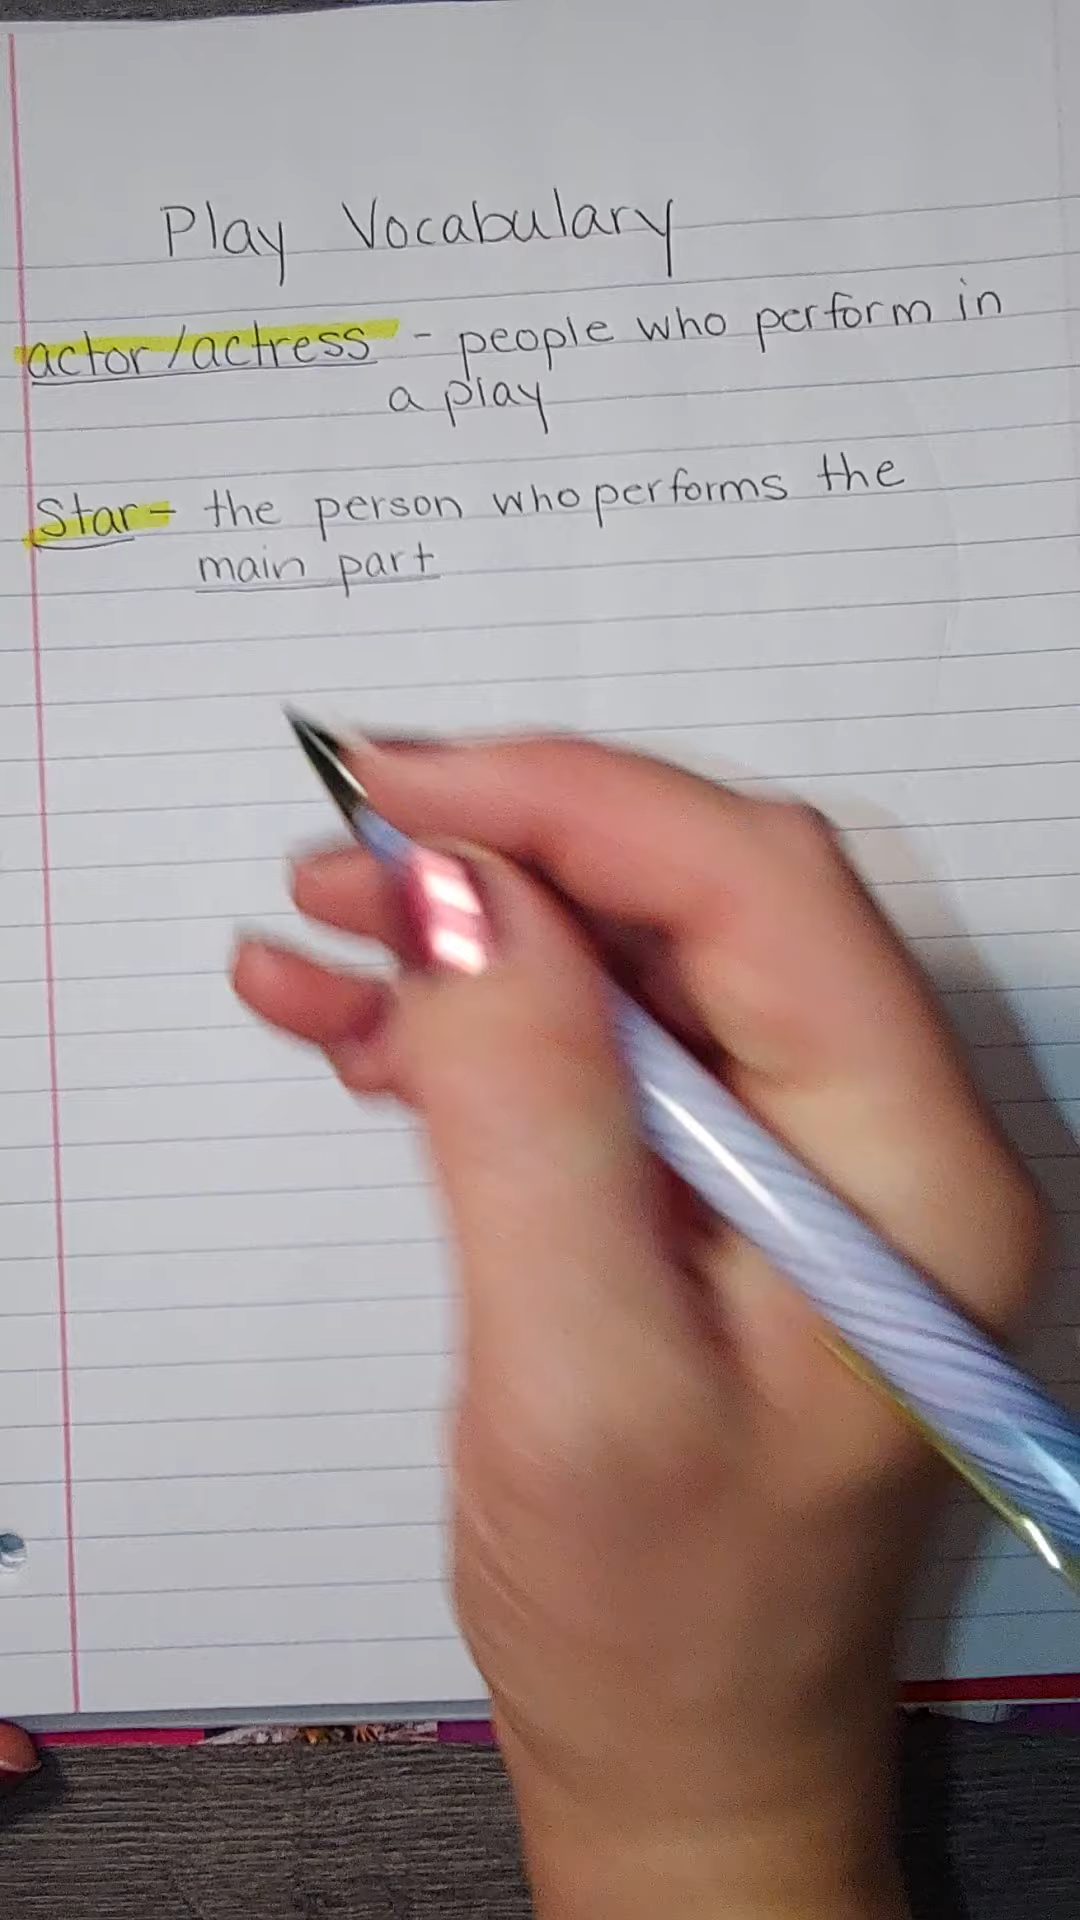 Play Vocabulary
actor/actress - people who perform in
a play
Star - the person who performs the
main part